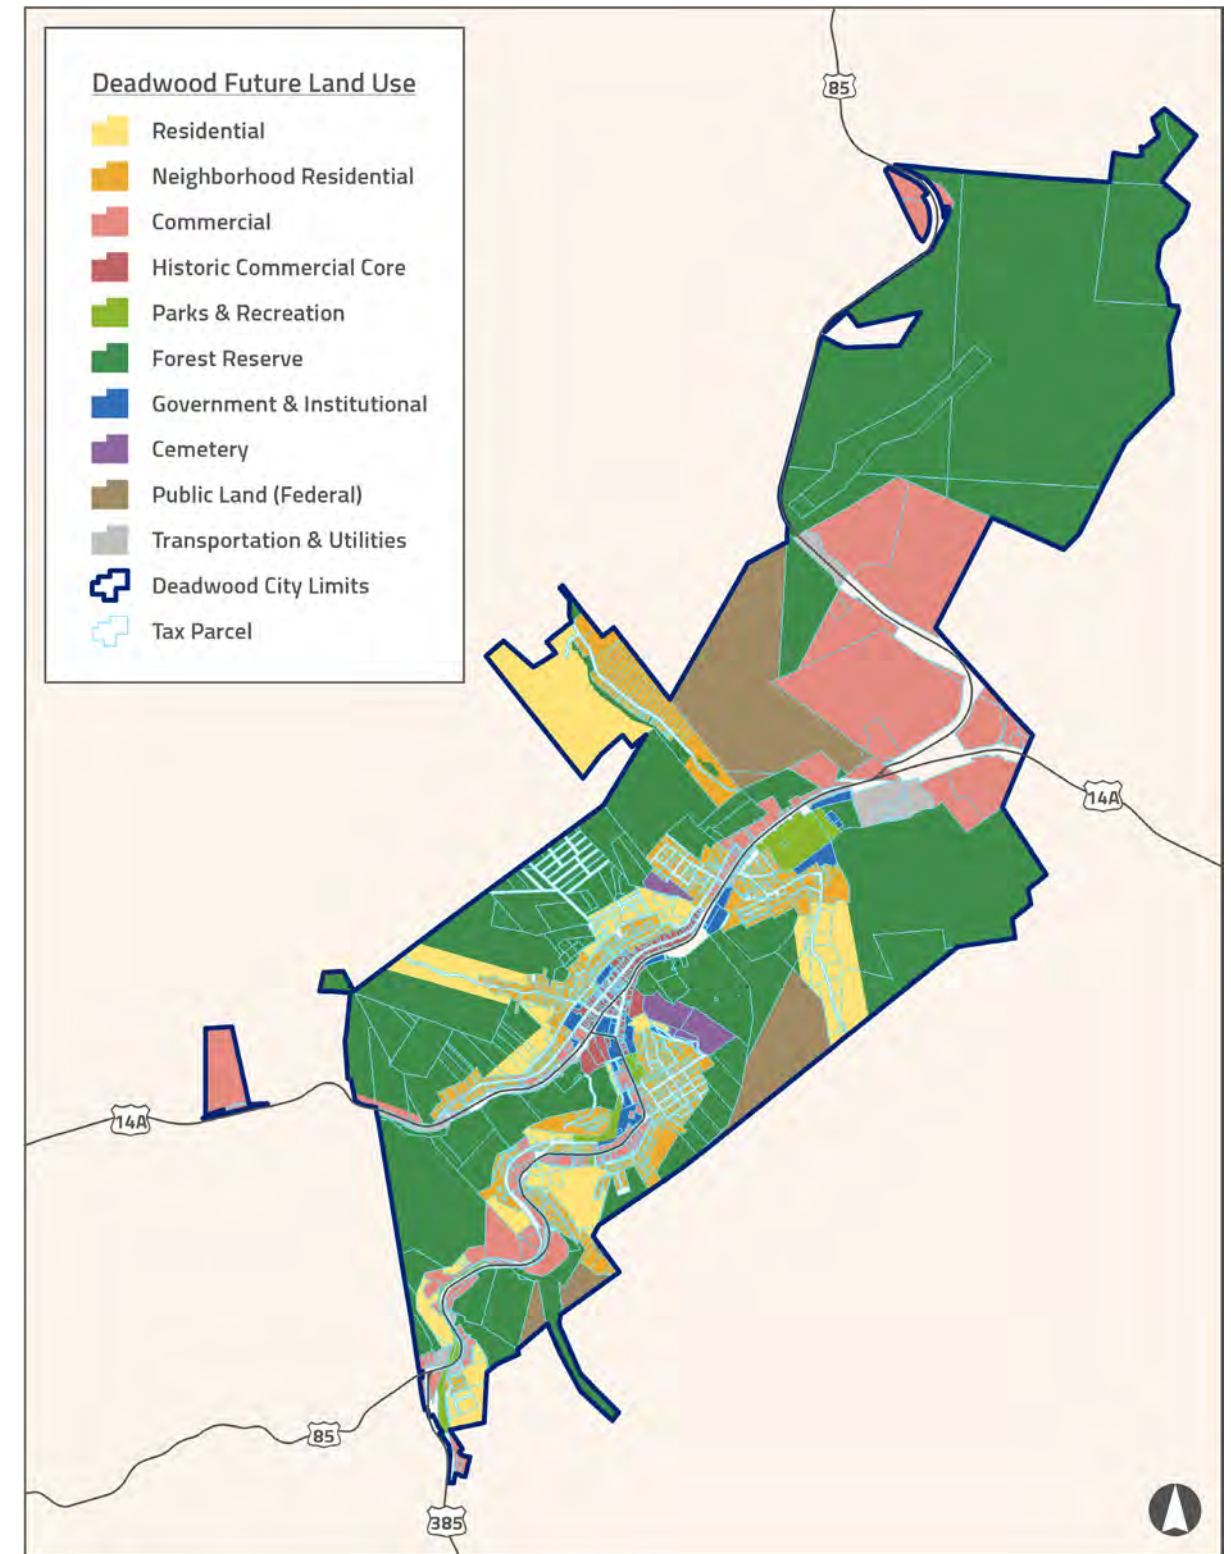 Deadwood Future Land Use
Residential
Neighborhood Residential
Commercial
Historic Commercial Core
Parks & Recreation
Forest Reserve
Government & Institutional
Cemetery
Public Land (Federal)
Transportation & Utilities
Deadwood City Limits
Tax Parcel
85
14A
14A
85
385